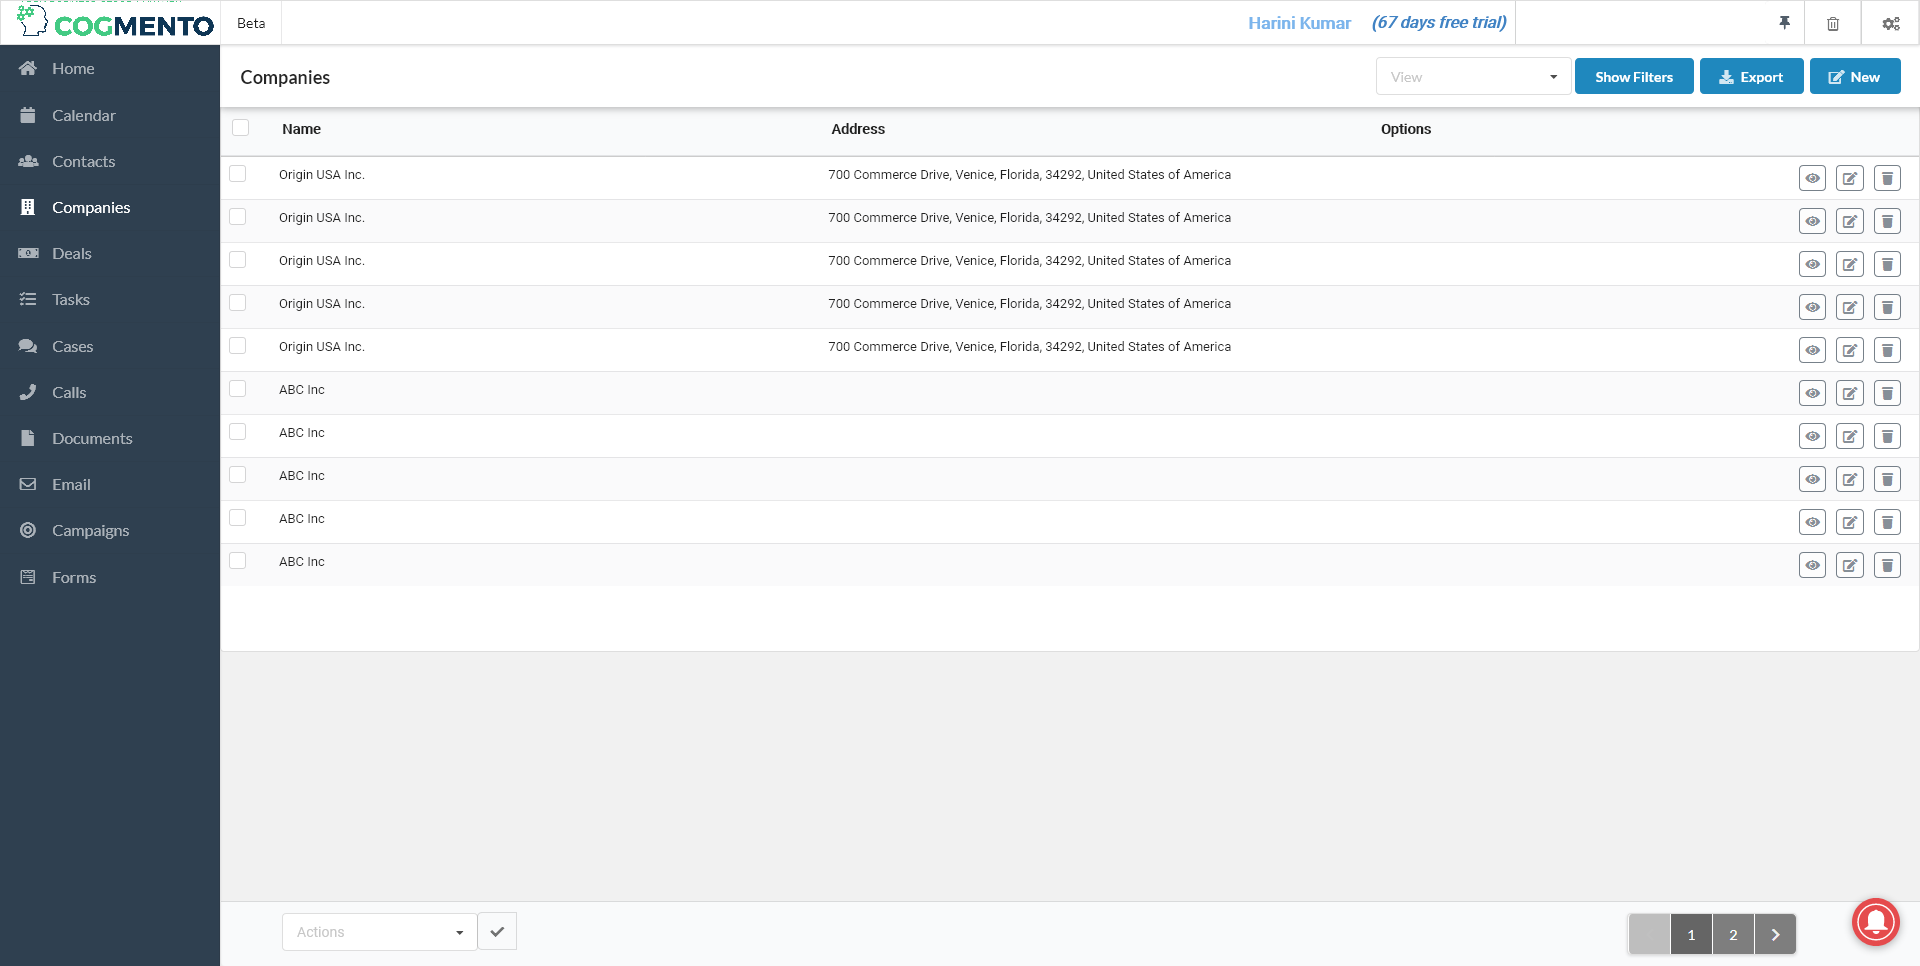 COGMENTO
Beta
Harini Kumar
(67 days free trial)
Home
Calendar
Contacts
Companies
Deals
Tasks
Cases
Calls
Documents
Email
Campaigns
Forms
Companies
View
Show Filters
Export
New
Name Address Options
Origin USA Inc. 700 Commerce Drive, Venice, Florida, 34292, United States of America
Origin USA Inc. 700 Commerce Drive, Venice, Florida, 34292, United States of America
Origin USA Inc. 700 Commerce Drive, Venice, Florida, 34292, United States of America
Origin USA Inc. 700 Commerce Drive, Venice, Florida, 34292, United States of America
Origin USA Inc. 700 Commerce Drive, Venice, Florida, 34292, United States of America
ABC Inc
ABC Inc
ABC Inc
ABC Inc
ABC Inc
Actions
1 2